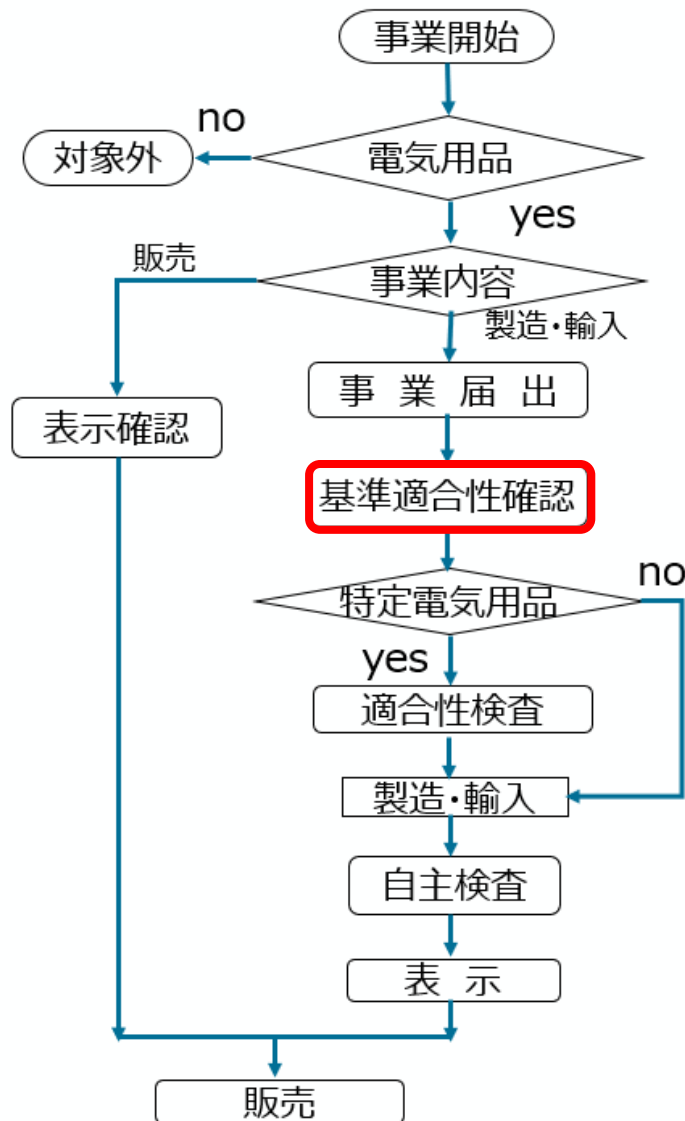 事業開始
no
対象外
電気用品
yes
販売
事業内容
製造・輸入
事 業 届 出
表示確認
基準適合性確認
no
特定電気用品
yes
適合性検査
製造・輸入
自主検査
表 示
販売